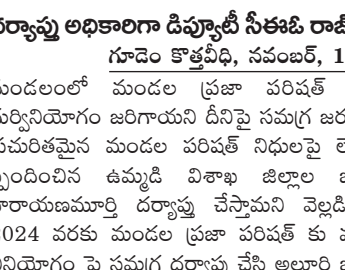 దర్యాప్తు అధికారిగా డిప్యూటీ సీఈఓ రాజ్
గూడెం కొత్తవీధి, నవంబర్, 1
మండలంలో మండల ప్రజా పరిషత్
దుర్వినియోగం జరిగాయని దీనిపై సమగ్ర
ప్రచురితమైన మండల పరిషత్ నిధులపై
స్పందించిన ఉమ్మడి విశాఖ జిల్లాల
నారాయణమూర్తి దర్యాప్తు చేస్తామని వెల్లడి
2024 వరకు మండల ప్రజా పరిషత్ కు
వినియోగం పై సమగ్ర దర్యాప్తు చేసి అల్లూరి